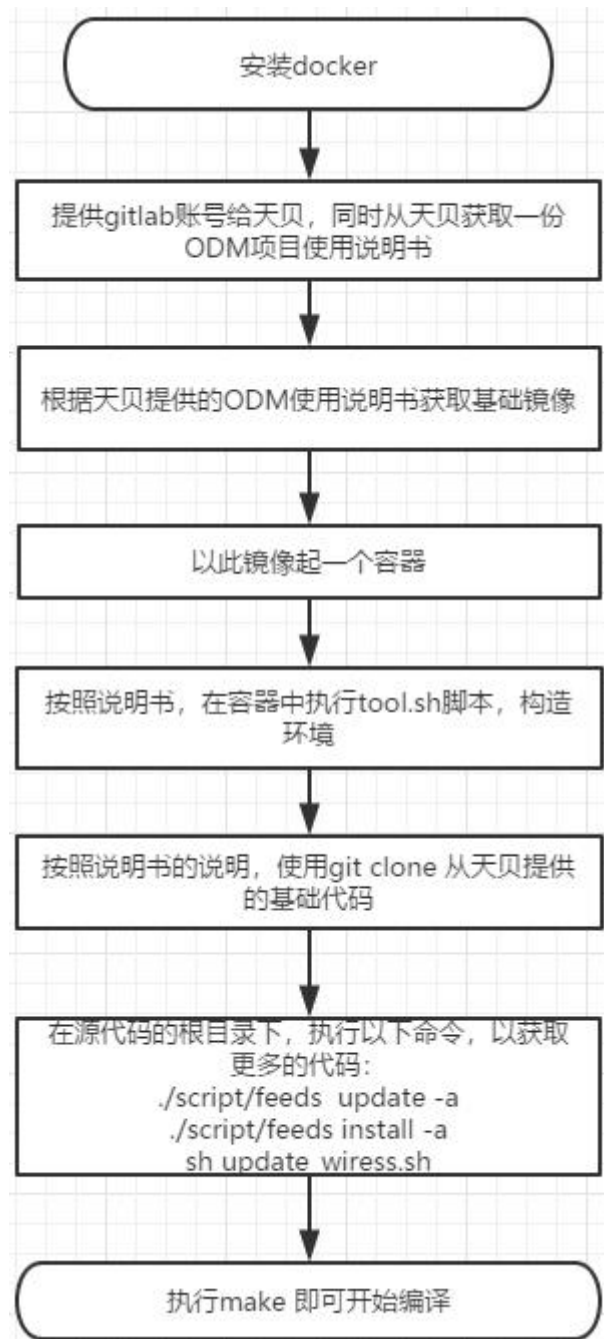 安装docker
提供gitlab账号给天贝，同时从天贝获取一份
ODM项目使用说明书
根据天贝提供的ODM使用说明书获取基础镜像
以此镜像起一个容器
按照说明书，在容器中执行tool.sh脚本，构造
环境
按照说明书的说明，使用git clone 从天贝提供
的基础代码
在源代码的根目录下，执行以下命令，以获取
更多的代码：
./script/feeds update -a
./script/feeds install -a
sh update_wiress.sh
执行make 即可开始编译